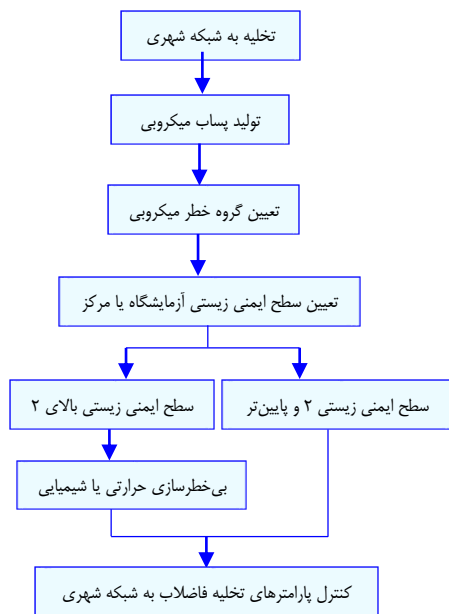 تخلیه به شبکه شهری
تولید پساب میکروبی
تعیین گروه خطر میکروبی
تعیین سطح ایمنی زیستی آزمایشگاه یا مرکز
سطح ایمنی زیستی ۲ و پایین‌تر
سطح ایمنی زیستی بالای ۲
بی‌خطرسازی حرارتی یا شیمیایی
کنترل پارامترهای تخلیه فاضلاب به شبکه شهری